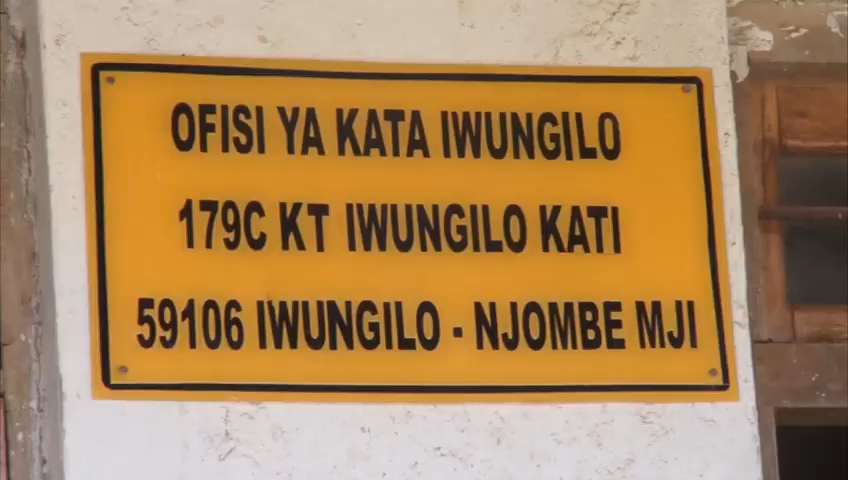 OFISI YA KATA IWUNGILO
179C KT IWUNGILO KATI
59106 IWUNGILO - NJOMBE MJI